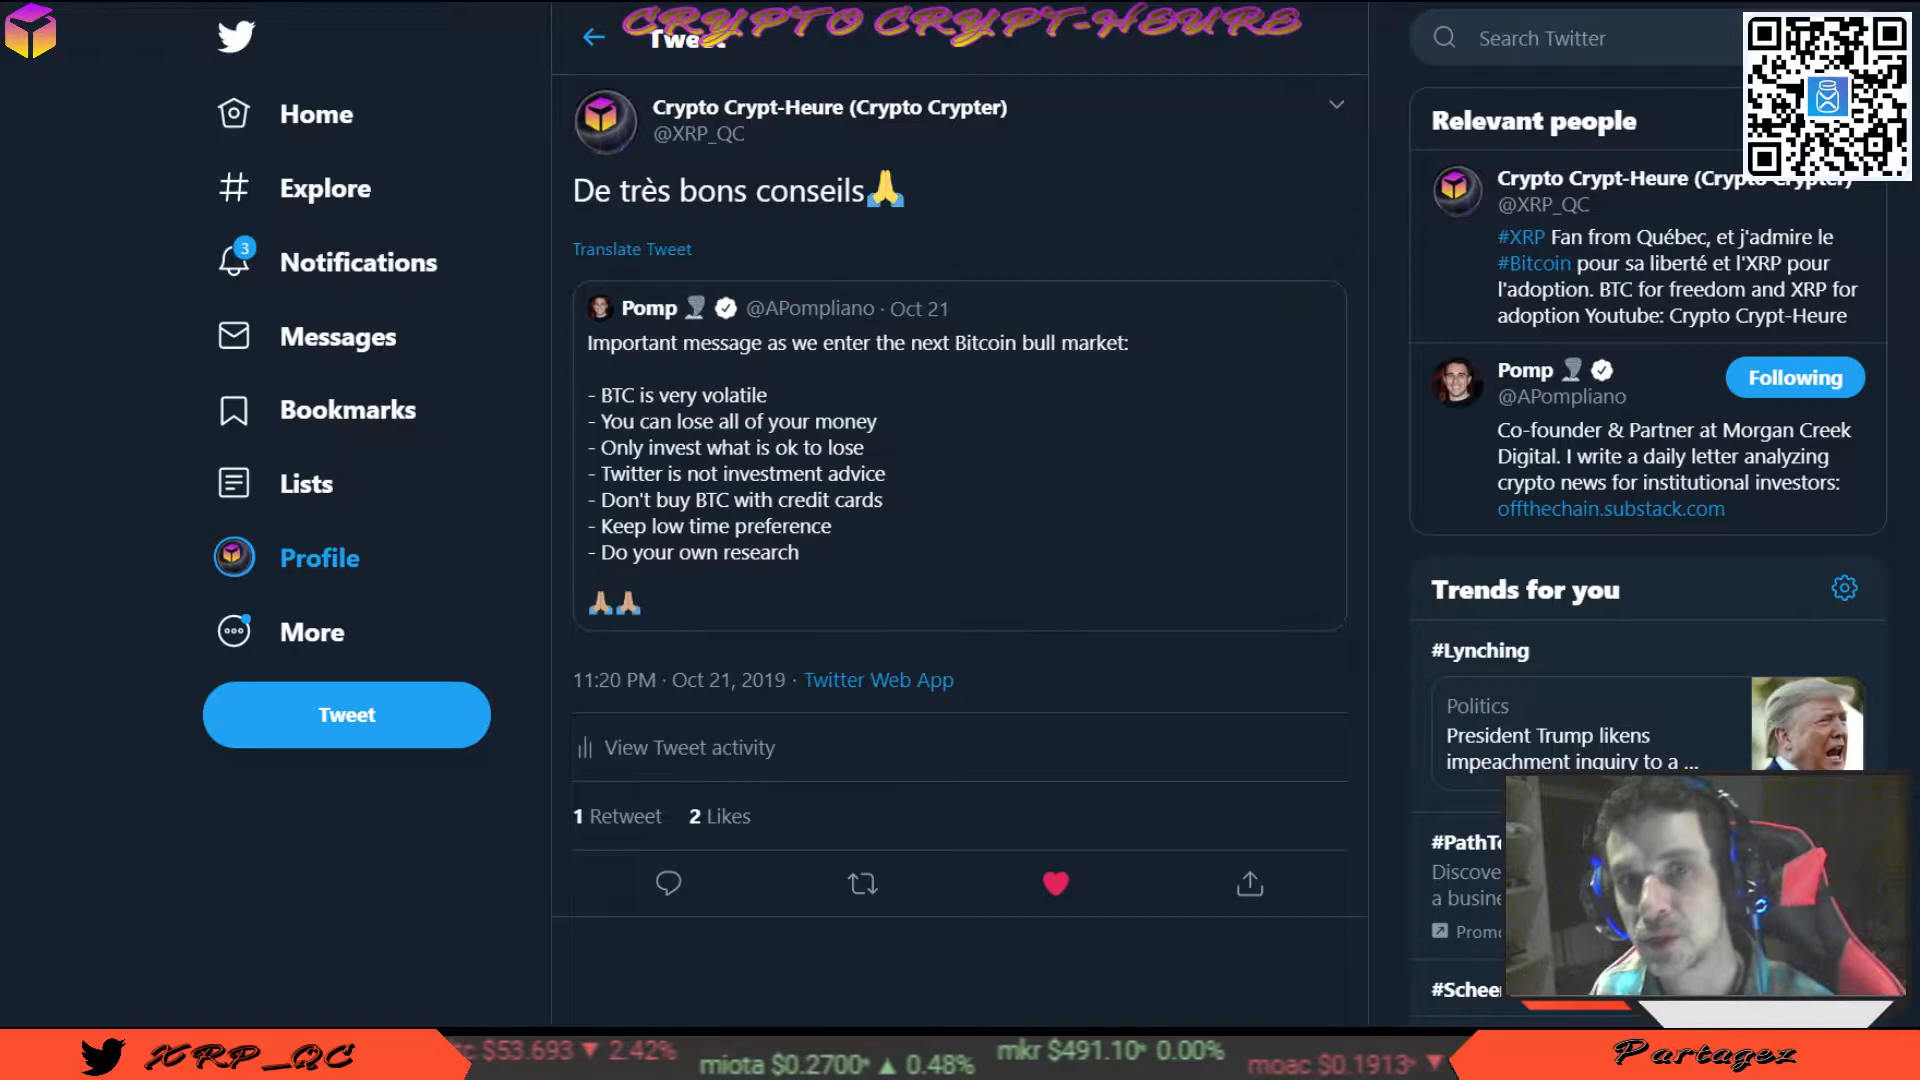 CRYPTO CRYPT-HEURE
Tweet
Search Twitter
Home
Explore
3
Notifications
Messages
Bookmarks
Lists
Profile
More
Tweet
Crypto Crypt-Heure (Crypto Crypter)
@XRP_QC
De très bons conseils🙏
Translate Tweet
Pomp @APompliano · Oct 21
Important message as we enter the next Bitcoin bull market:
- BTC is very volatile
- You can lose all of your money
- Only invest what is ok to lose
- Twitter is not investment advice
- Don't buy BTC with credit cards
- Keep low time preference
- Do your own research
🙏🏼🙏🏼
11:20 PM · Oct 21, 2019 · Twitter Web App
View Tweet activity
1 Retweet 2 Likes
Relevant people
Crypto Crypt-Heure (Crypto Crypter)
@XRP_QC
#XRP Fan from Québec, et j'admire le
#Bitcoin pour sa liberté et l'XRP pour
l'adoption. BTC for freedom and XRP for
adoption Youtube: Crypto Crypt-Heure
Pomp
@APompliano
Following
Co-founder & Partner at Morgan Creek
Digital. I write a daily letter analyzing
crypto news for institutional investors:
offthechain.substack.com
Trends for you
#Lynching
Politics
President Trump likens
impeachment inquiry to a ...
#PathTo
Discove
a busine
Promo
#Scheer
XRP_QC
$53.693 ▼ 2.42%
miota $0.2700 ▲ 0.48%
mkr $491.10 0.00%
moac $0.1913 ▼
Partagez